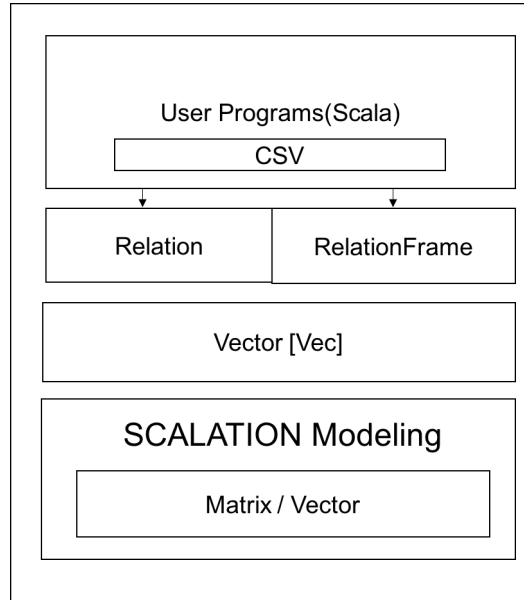 User Programs(Scala)
CSV
Relation
RelationFrame
Vector [Vec]
SCALATION Modeling
Matrix / Vector